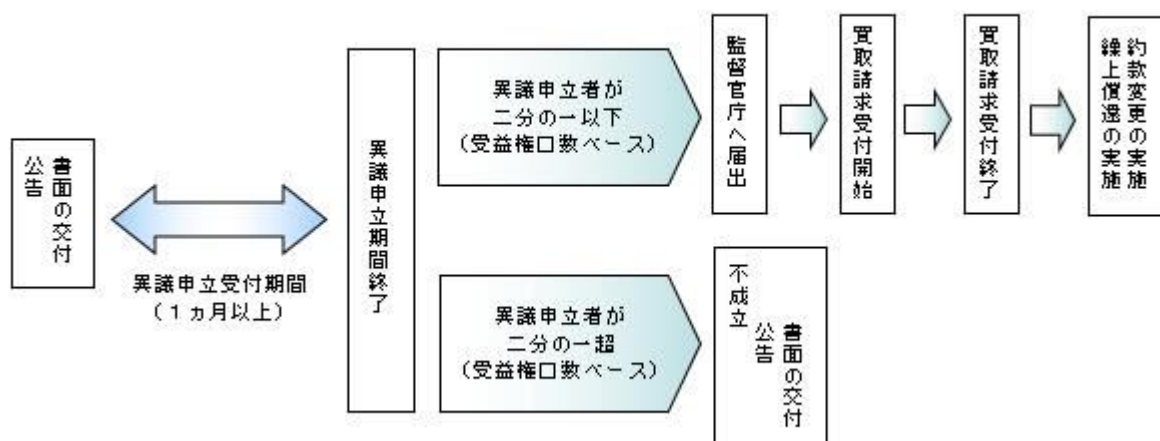 書面の交付
公告
異議申立受付期間
(1ヵ月以上)
異議申立期間終了
異議申立者が
二分の一以下
(受益権口数ベース)
監督官庁へ届出
買取請求受付開始
買取請求受付終了
約款変更の実施
繰上償還の実施
異議申立者が
二分の一超
(受益権口数ベース)
不成立
書面の交付
公告